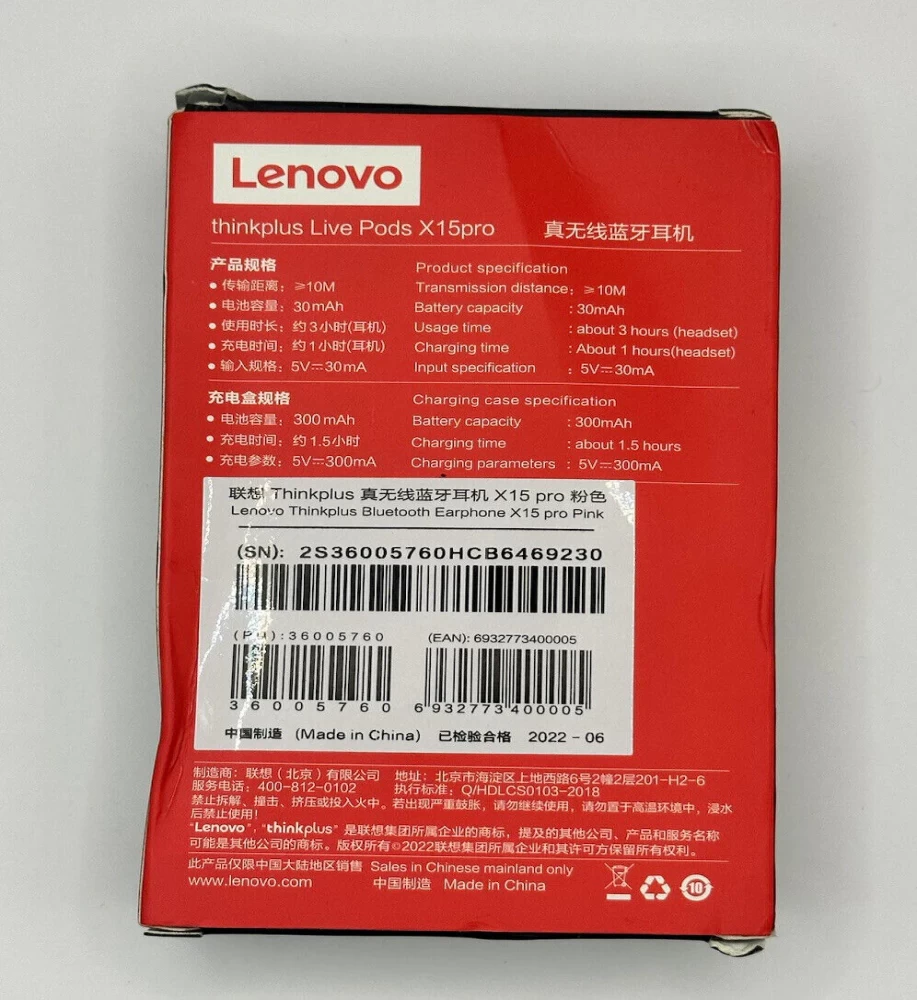 Lenovo
thinkplus Live Pods X15pro 真无线蓝牙耳机
产品规格 Product specification
• 传输距离：≥10M Transmission distance：≥10M
• 电池容量：30mAh Battery capacity : 30mAh
• 使用时长：约3小时(耳机) Usage time : about 3 hours (headset)
• 充电时间：约1小时(耳机) Charging time : About 1 hours(headset)
• 输入规格：5V⎓30mA Input specification : 5V⎓30mA
充电盒规格 Charging case specification
• 电池容量：300mAh Battery capacity : 300mAh
• 充电时间：约1.5小时 Charging time : about 1.5 hours
• 充电参数：5V⎓300mA Charging parameters : 5V⎓300mA
联想 Thinkplus 真无线蓝牙耳机 X15 pro 粉色
Lenovo Thinkplus Bluetooth Earphone X15 pro Pink
(SN): 2S36005760HCB6469230
:36005760 (EAN): 6932773400005
36005760 6932773400005
中国制造 (Made in China) 已检验合格 2022-06
制造商：联想（北京）有限公司 地址：北京市海淀区上地西路6号2幢2层201-H2-6
服务电话：400-812-0102 执行标准：Q/HDLCS0103-2018
禁止拆解、撞击、挤压或投入火中。若出现严重鼓胀，请勿继续使用，请勿置于高温环境中，浸水
后禁止使用！
“Lenovo”，“thinkplus” 是联想集团所属企业的商标，提及的其他公司、产品和服务名称
可能是其他公司的商标。版权所有©2022联想集团所属企业和其许可方保留所有权利。
此产品仅限中国大陆地区销售 Sales in Chinese mainland only
www.lenovo.com 中国制造 Made in China
10